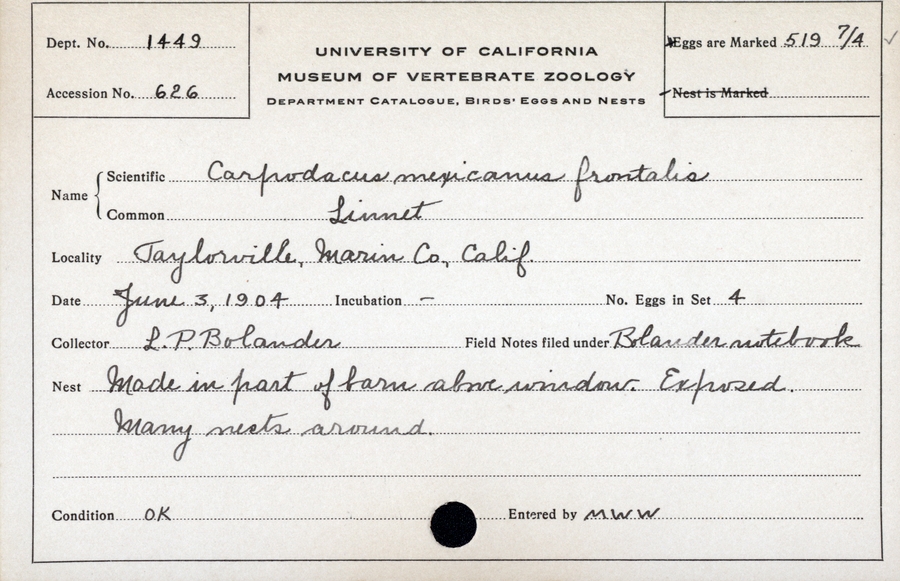 Dept. No. 1449
Accession No. 626
UNIVERSITY OF CALIFORNIA
MUSEUM OF VERTEBRATE ZOOLOGY
DEPARTMENT CATALOGUE, BIRDS' EGGS AND NESTS
Eggs are Marked 519 7/4 ✓
Nest is Marked
Name
Scientific Carpodacus mexicanus frontalis
Common Linnet
Locality Taylorville, Marin Co., Calif.
Date June 3, 1904 Incubation – No. Eggs in Set 4
Collector L.P. Bolander Field Notes filed under Bolander notebook
Nest Made in part of barn above window. Exposed.
Many nests around.
Condition OK Entered by MWW